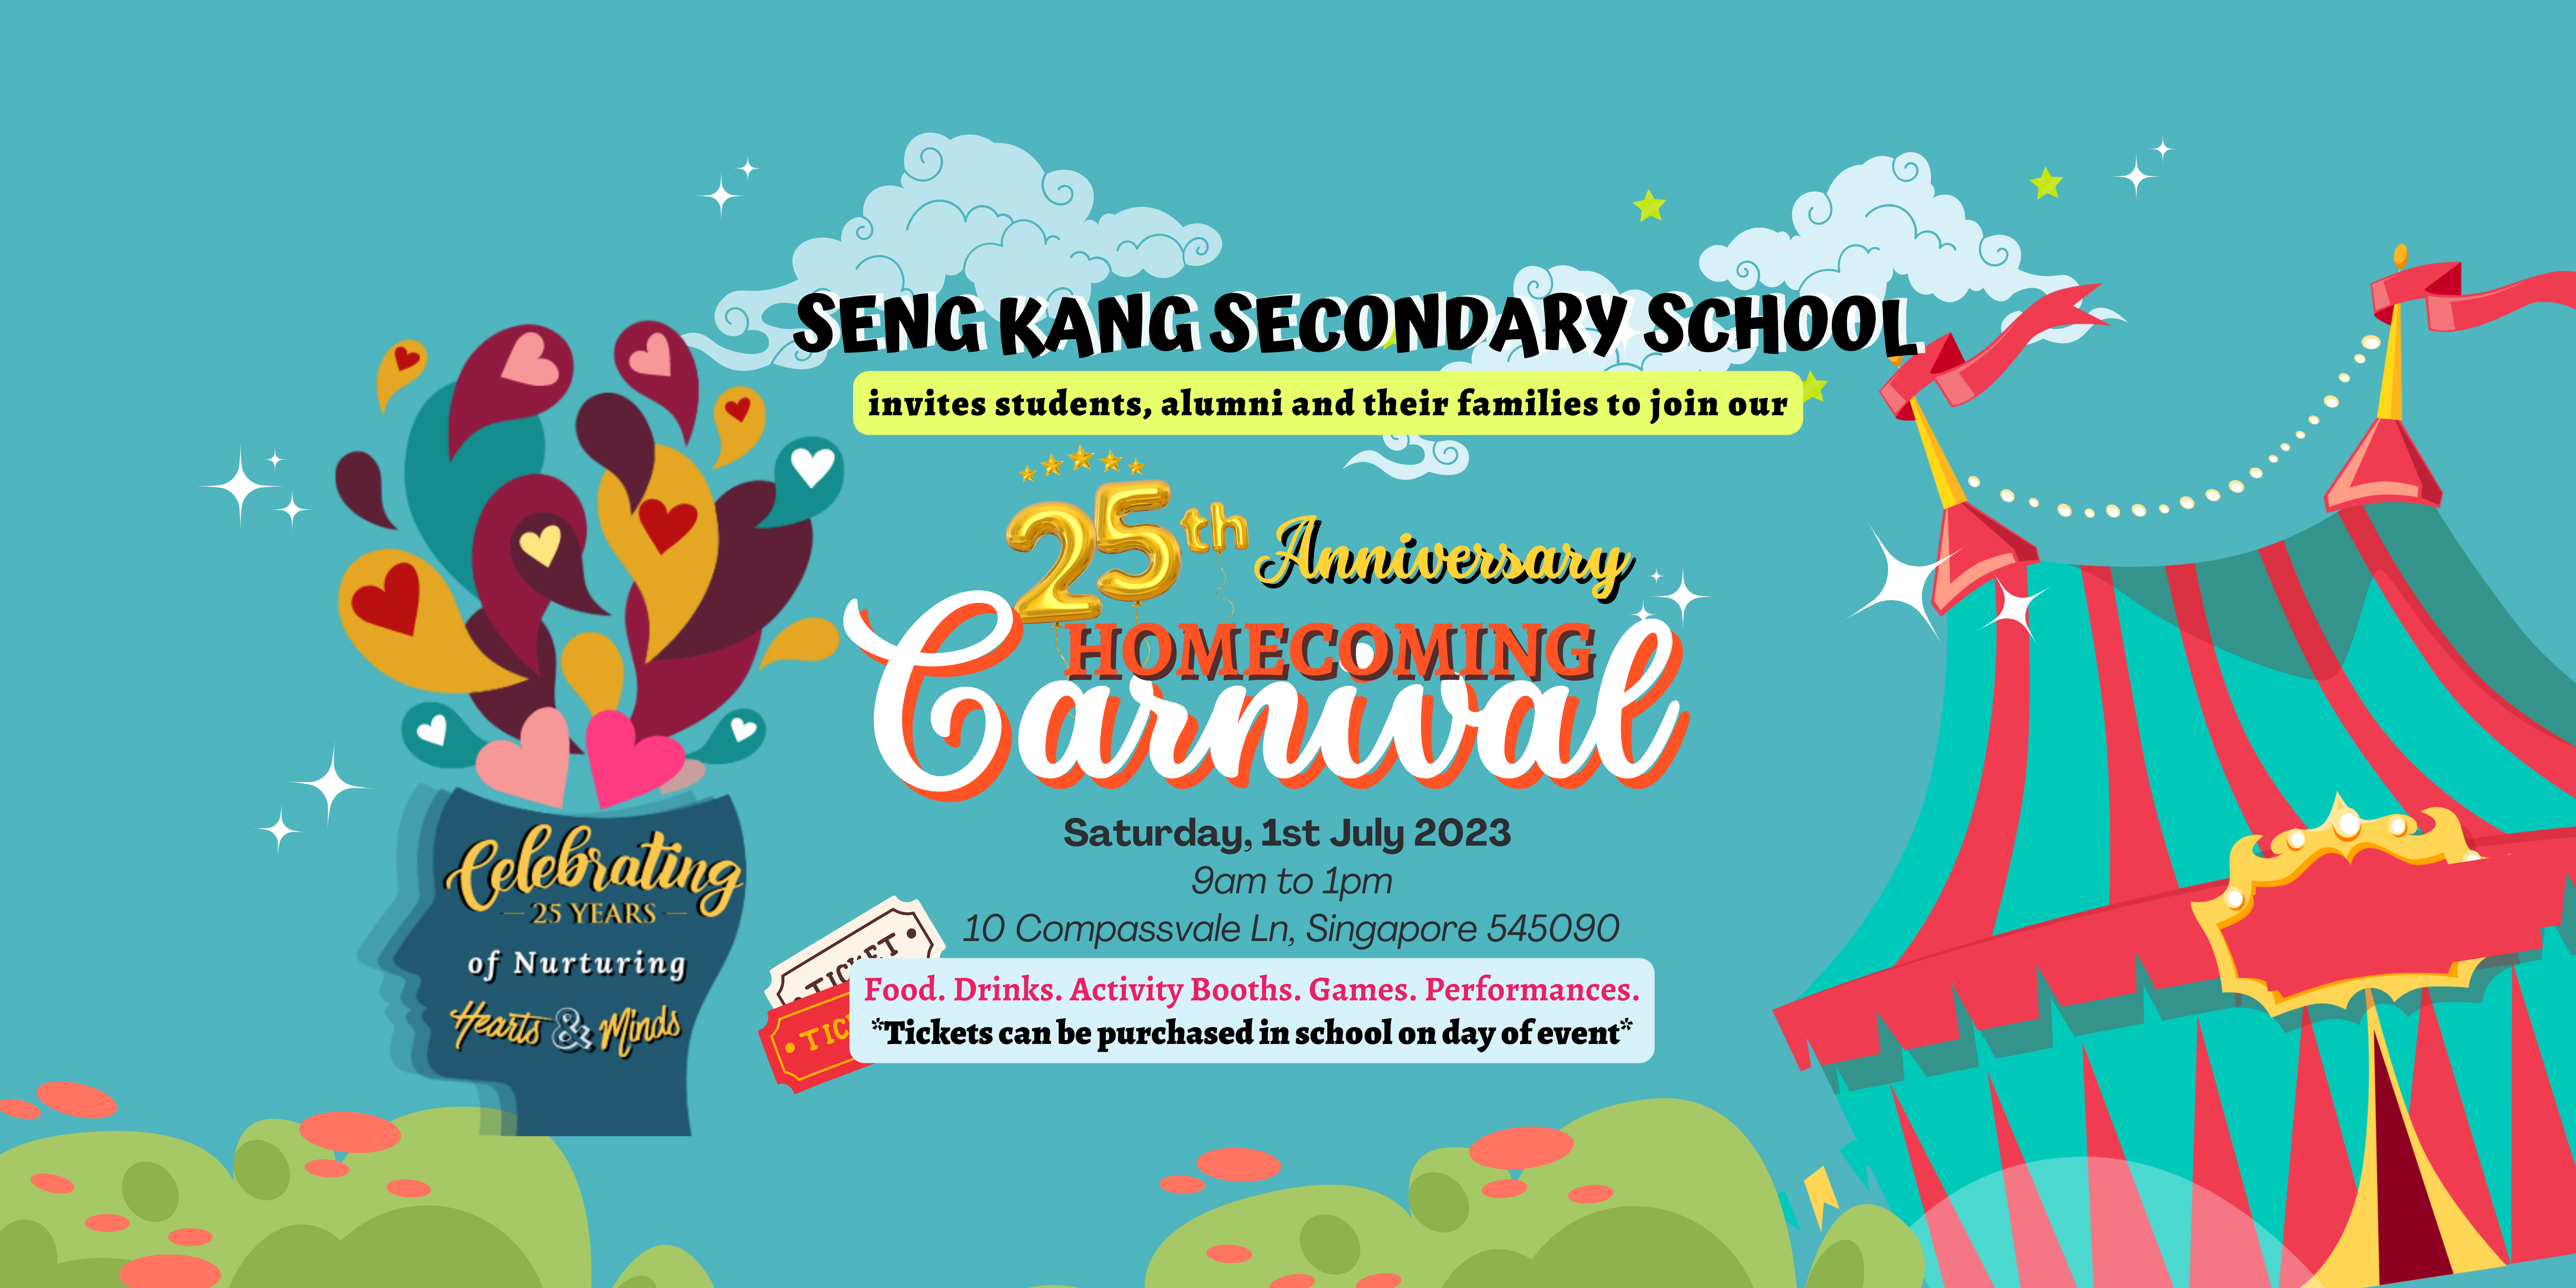 SENG KANG SECONDARY SCHOOL
invites students, alumni and their families to join our
25th Anniversary
HOMECOMING
Carnival
Saturday, 1st July 2023
9am to 1pm
10 Compassvale Ln, Singapore 545090
Food. Drinks. Activity Booths. Games. Performances.
*Tickets can be purchased in school on day of event*
Celebrating
25 YEARS
of Nurturing
Hearts & Minds
TICKET
TIC